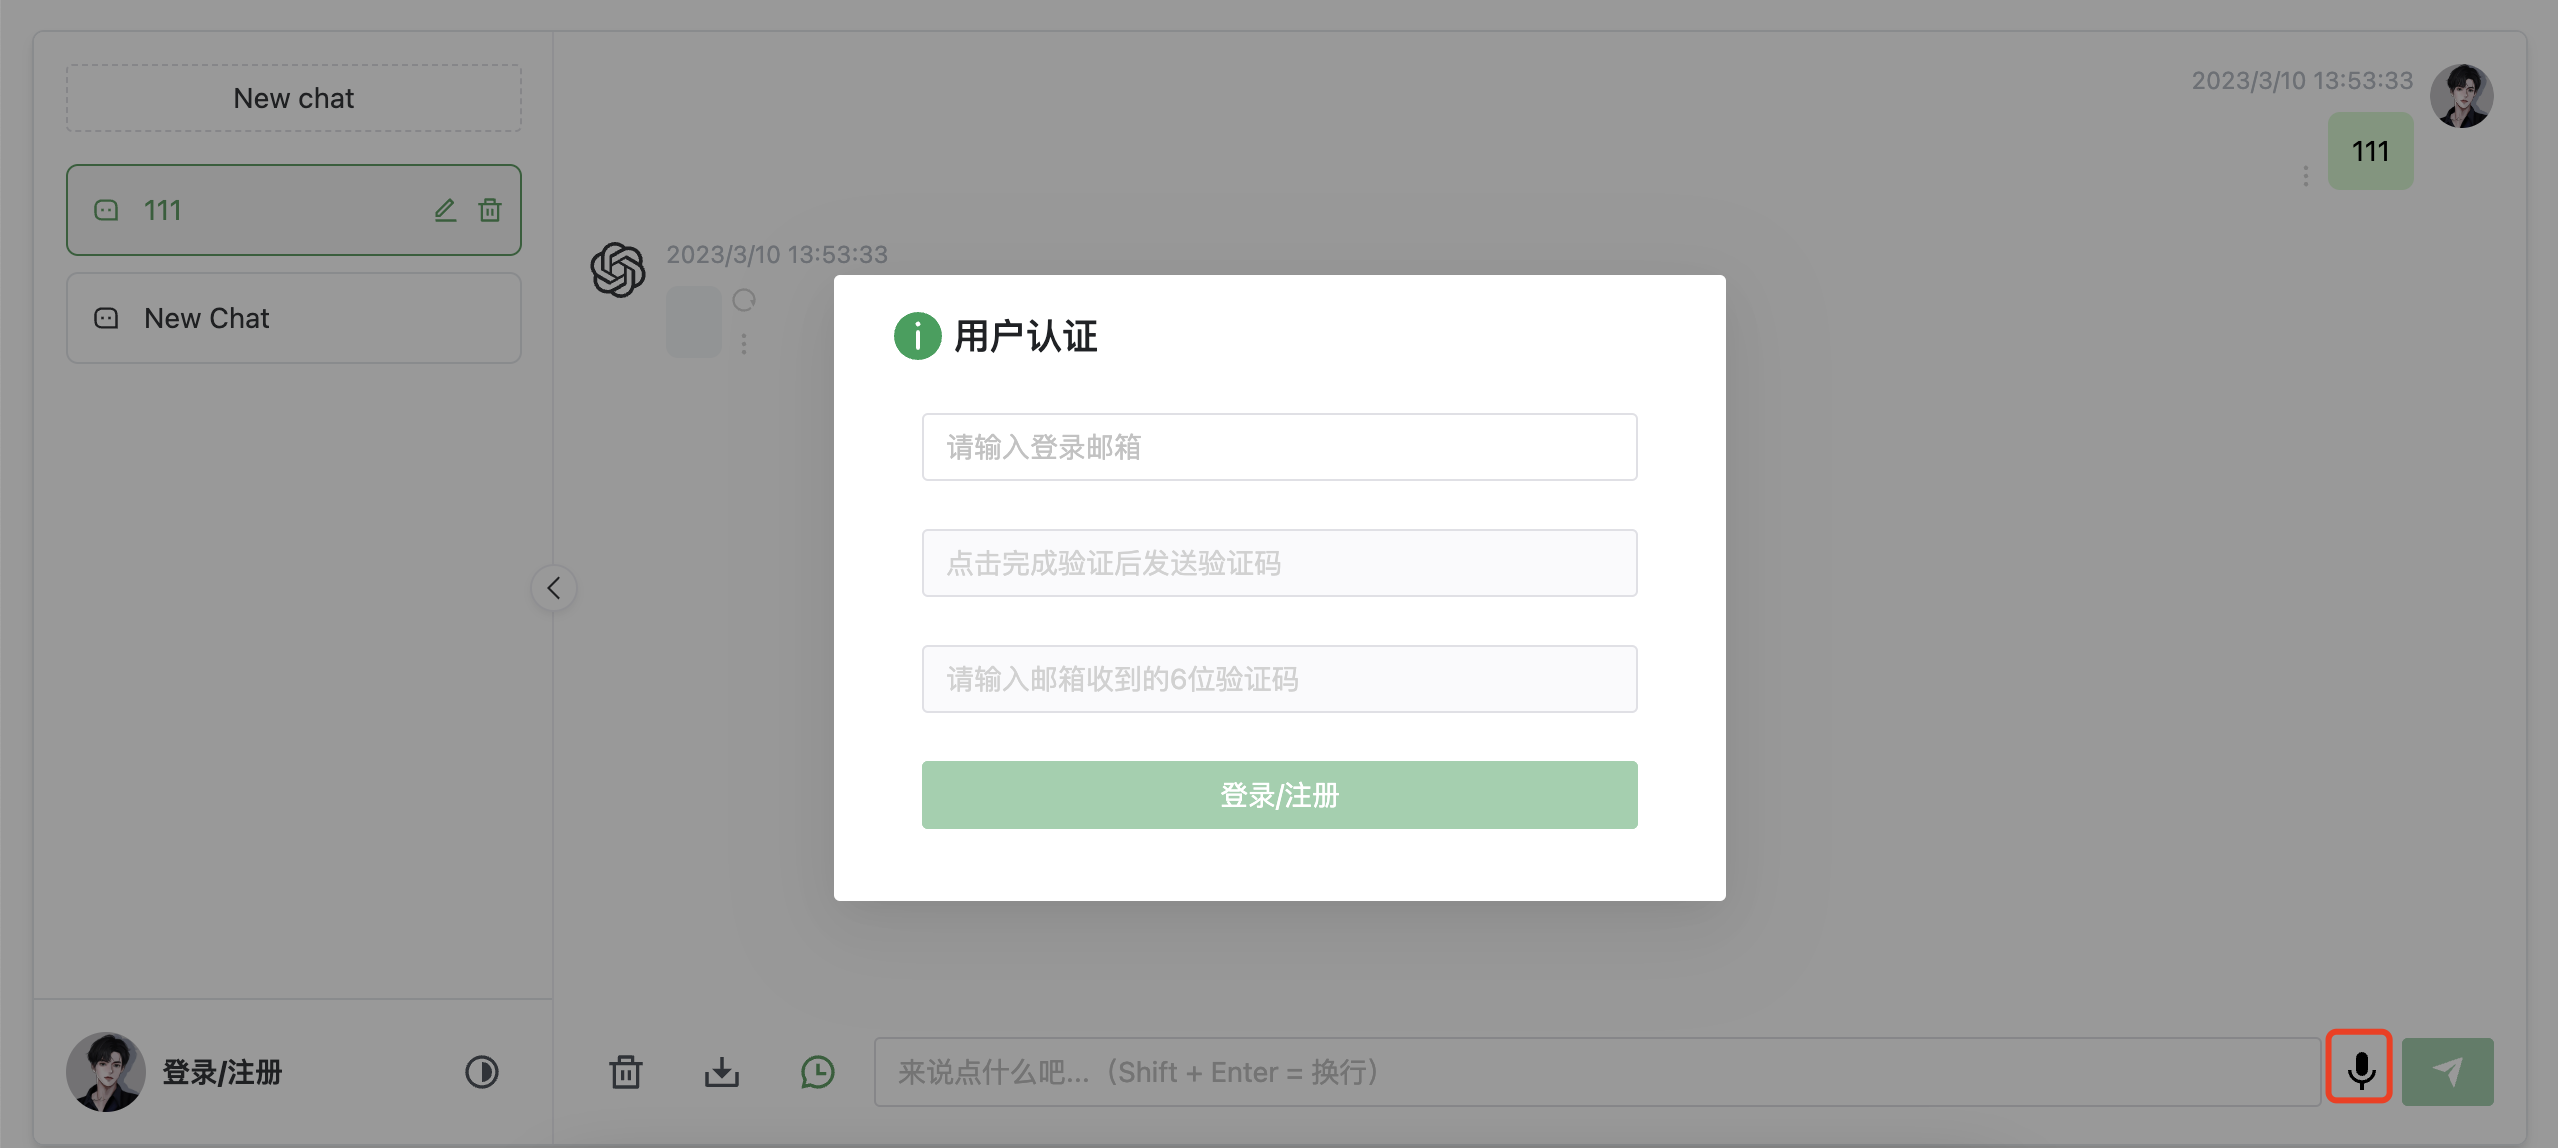 New chat
111
New Chat
登录/注册
2023/3/10 13:53:33
111
2023/3/10 13:53:33
用户认证
请输入登录邮箱
点击完成验证后发送验证码
请输入邮箱收到的6位验证码
登录/注册
来说点什么吧...（Shift + Enter = 换行）